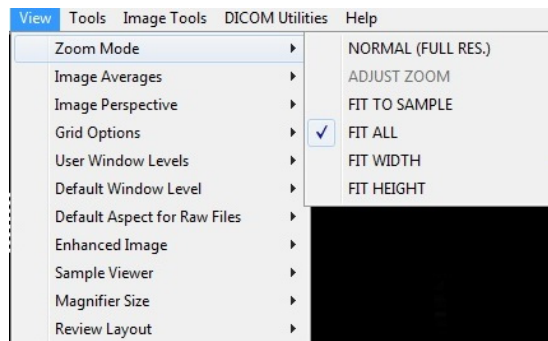 View Tools Image Tools DICOM Utilities Help
Zoom Mode
Image Averages
Image Perspective
Grid Options
User Window Levels
Default Window Level
Default Aspect for Raw Files
Enhanced Image
Sample Viewer
Magnifier Size
Review Layout
NORMAL (FULL RES.)
ADJUST ZOOM
FIT TO SAMPLE
FIT ALL
FIT WIDTH
FIT HEIGHT